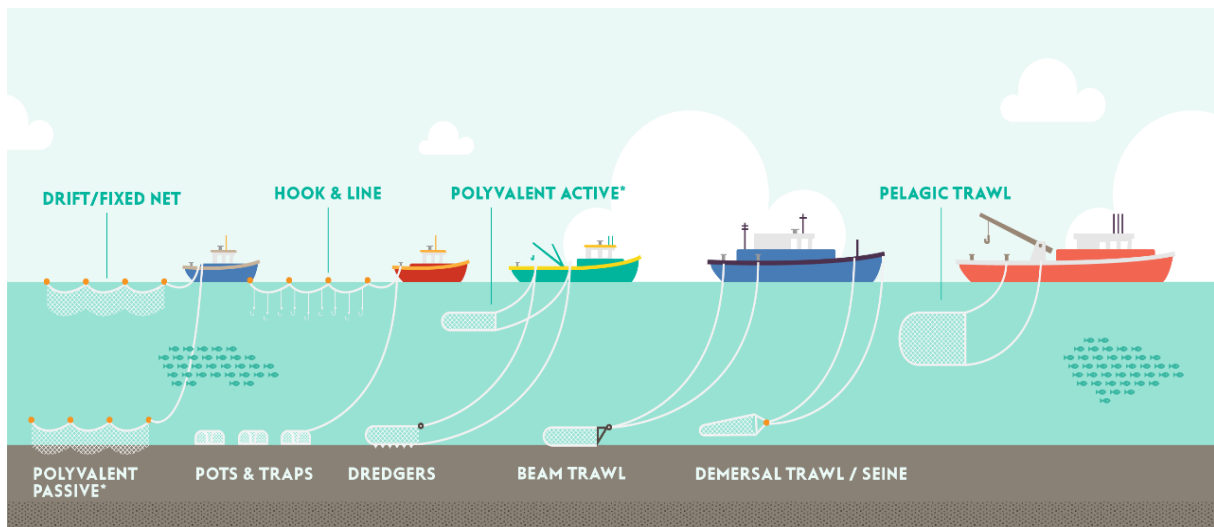 DRIFT/FIXED NET
HOOK & LINE
POLYVALENT ACTIVE*
PELAGIC TRAWL
POLYVALENT
PASSIVE*
POTS & TRAPS
DREDGERS
BEAM TRAWL
DEMERSAL TRAWL / SEINE